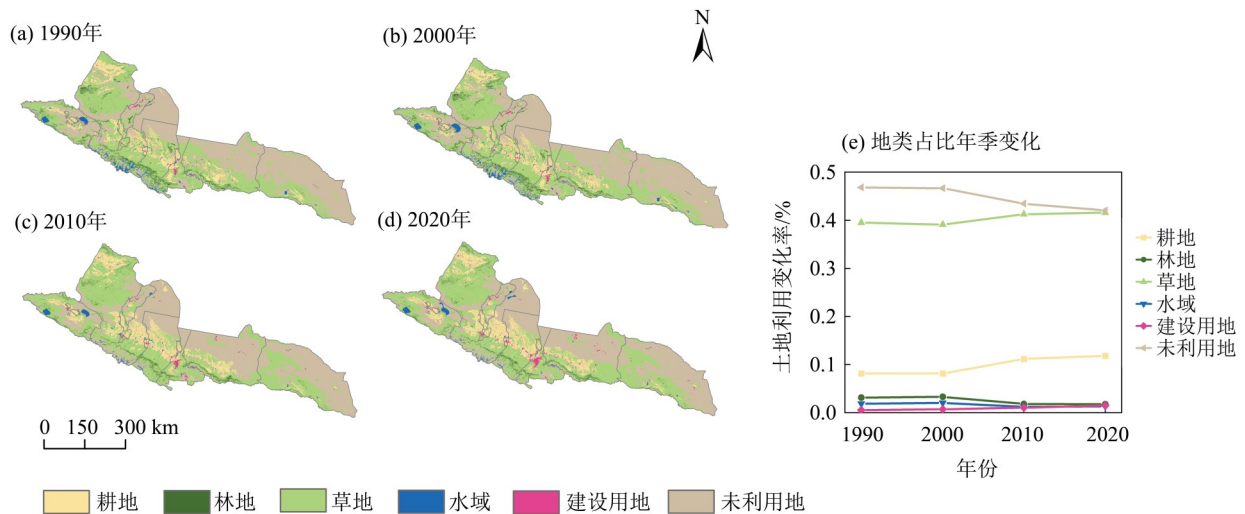 (a) 1990年
(b) 2000年
N
(c) 2010年
(d) 2020年
0 150 300 km
(e) 地类占比年季变化
土地利用变化率/%
0.5
0.4
0.3
0.2
0.1
0.0
1990 2000 2010 2020
年份
耕地
林地
草地
水域
建设用地
未利用地
耕地 林地 草地 水域 建设用地 未利用地